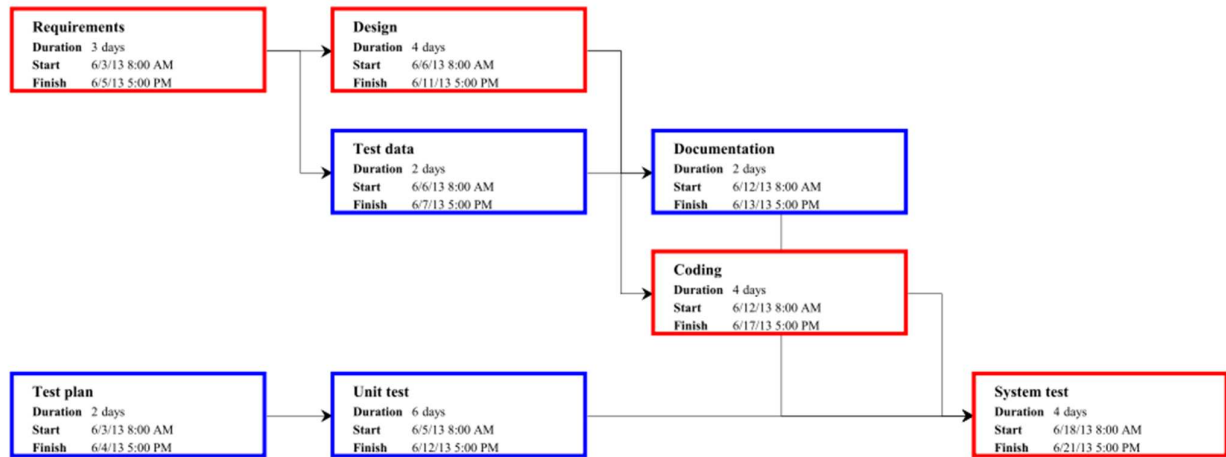 Requirements
Duration 3 days
Start 6/3/13 8:00 AM
Finish 6/5/13 5:00 PM
Design
Duration 4 days
Start 6/6/13 8:00 AM
Finish 6/11/13 5:00 PM
Test data
Duration 2 days
Start 6/6/13 8:00 AM
Finish 6/7/13 5:00 PM
Documentation
Duration 2 days
Start 6/12/13 8:00 AM
Finish 6/13/13 5:00 PM
Coding
Duration 4 days
Start 6/12/13 8:00 AM
Finish 6/17/13 5:00 PM
Test plan
Duration 2 days
Start 6/3/13 8:00 AM
Finish 6/4/13 5:00 PM
Unit test
Duration 6 days
Start 6/5/13 8:00 AM
Finish 6/12/13 5:00 PM
System test
Duration 4 days
Start 6/18/13 8:00 AM
Finish 6/21/13 5:00 PM